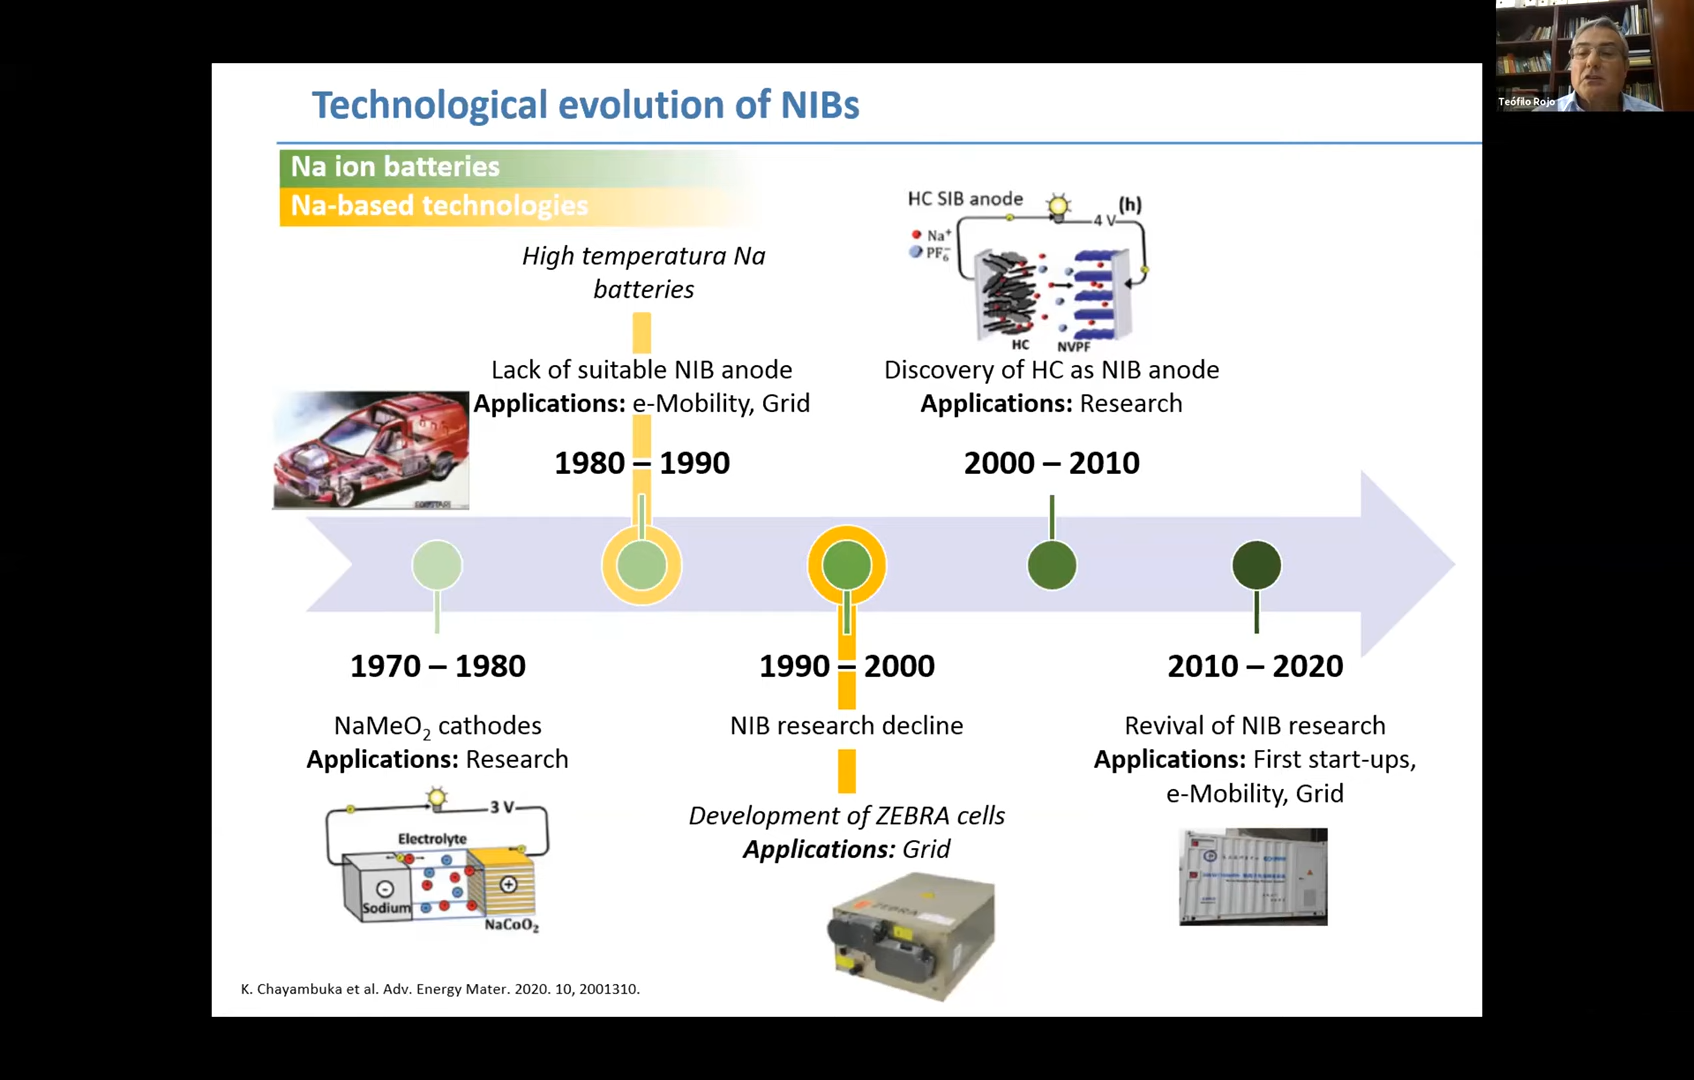 Technological evolution of NIBs
Na ion batteries
Na-based technologies
High temperatura Na
batteries
Lack of suitable NIB anode
Applications: e-Mobility, Grid
1980 – 1990
HC SIB anode
(h)
4 V
Na⁺
PF₆⁻
HC
NVPF
Discovery of HC as NIB anode
Applications: Research
2000 – 2010
1970 – 1980
NaMeO₂ cathodes
Applications: Research
3 V
Electrolyte
Sodium
NaCoO₂
1990 – 2000
NIB research decline
Development of ZEBRA cells
Applications: Grid
ZEBRA
2010 – 2020
Revival of NIB research
Applications: First start-ups,
e-Mobility, Grid
K. Chayambuka et al. Adv. Energy Mater. 2020. 10, 2001310.
Teófilo Rojo